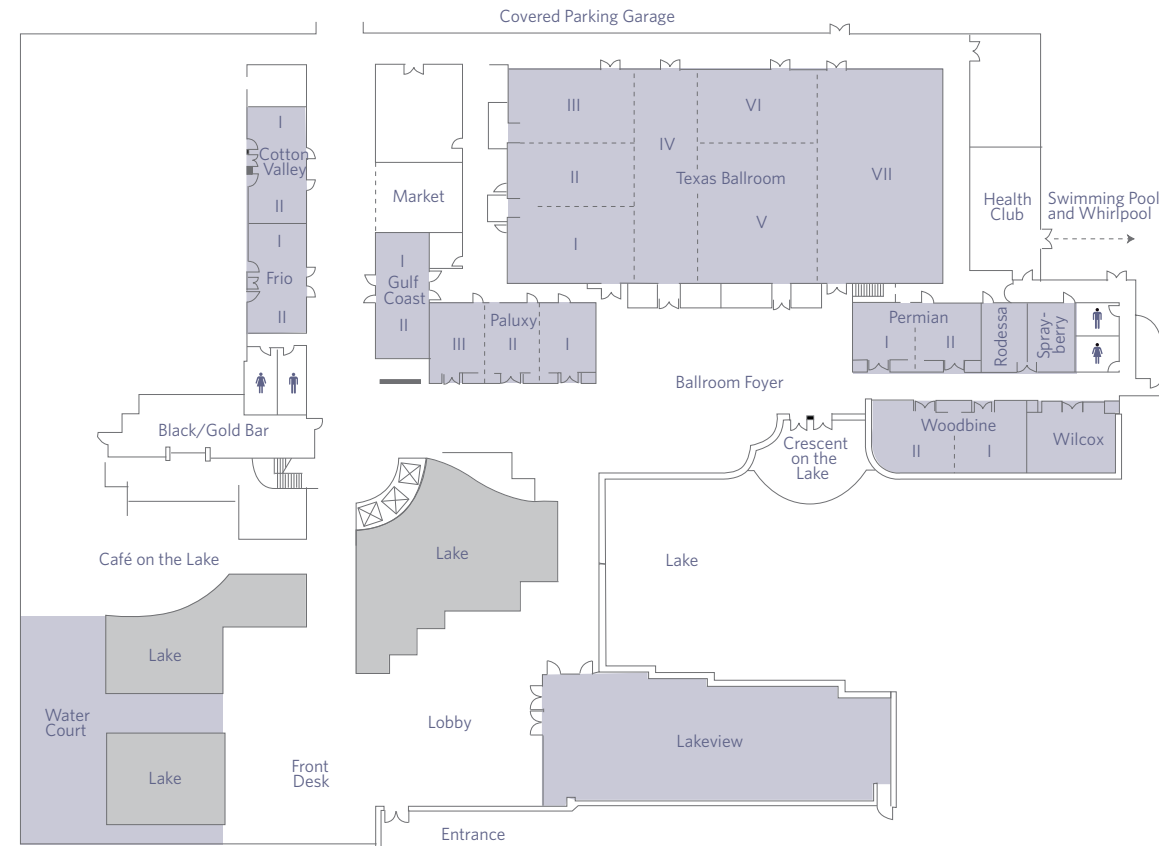 Covered Parking Garage
I
Cotton
Valley
II
I
Frio
II
Market
I
Gulf
Coast
II
III
II
I
IV
VI
Texas Ballroom
V
VII
Health
Club
Swimming Pool
and Whirlpool
Paluxy
III
II
I
Permian
I
II
Rodessa
Spray-
berry
Ballroom Foyer
Black/Gold Bar
Crescent
on the
Lake
Woodbine
II
I
Wilcox
Café on the Lake
Lake
Lake
Lake
Water
Court
Lake
Lobby
Front
Desk
Lakeview
Entrance